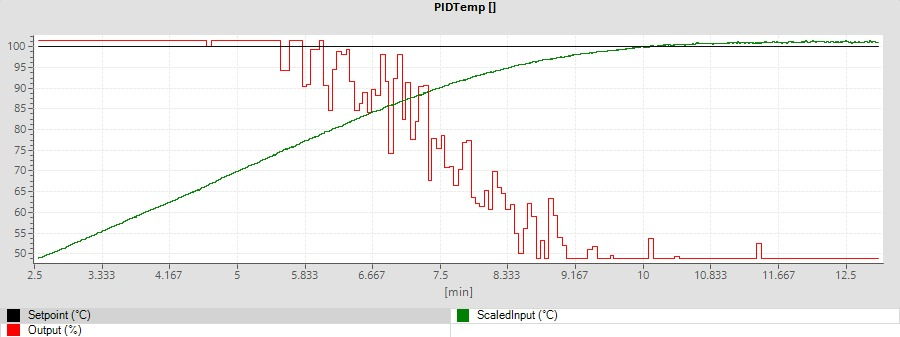 PIDTemp []
100
95
90
85
80
75
70
65
60
55
50
2.5 3.333 4.167 5 5.833 6.667 7.5 8.333 9.167 10 10.833 11.667 12.5
[min]
Setpoint (°C) ScaledInput (°C)
Output (%)